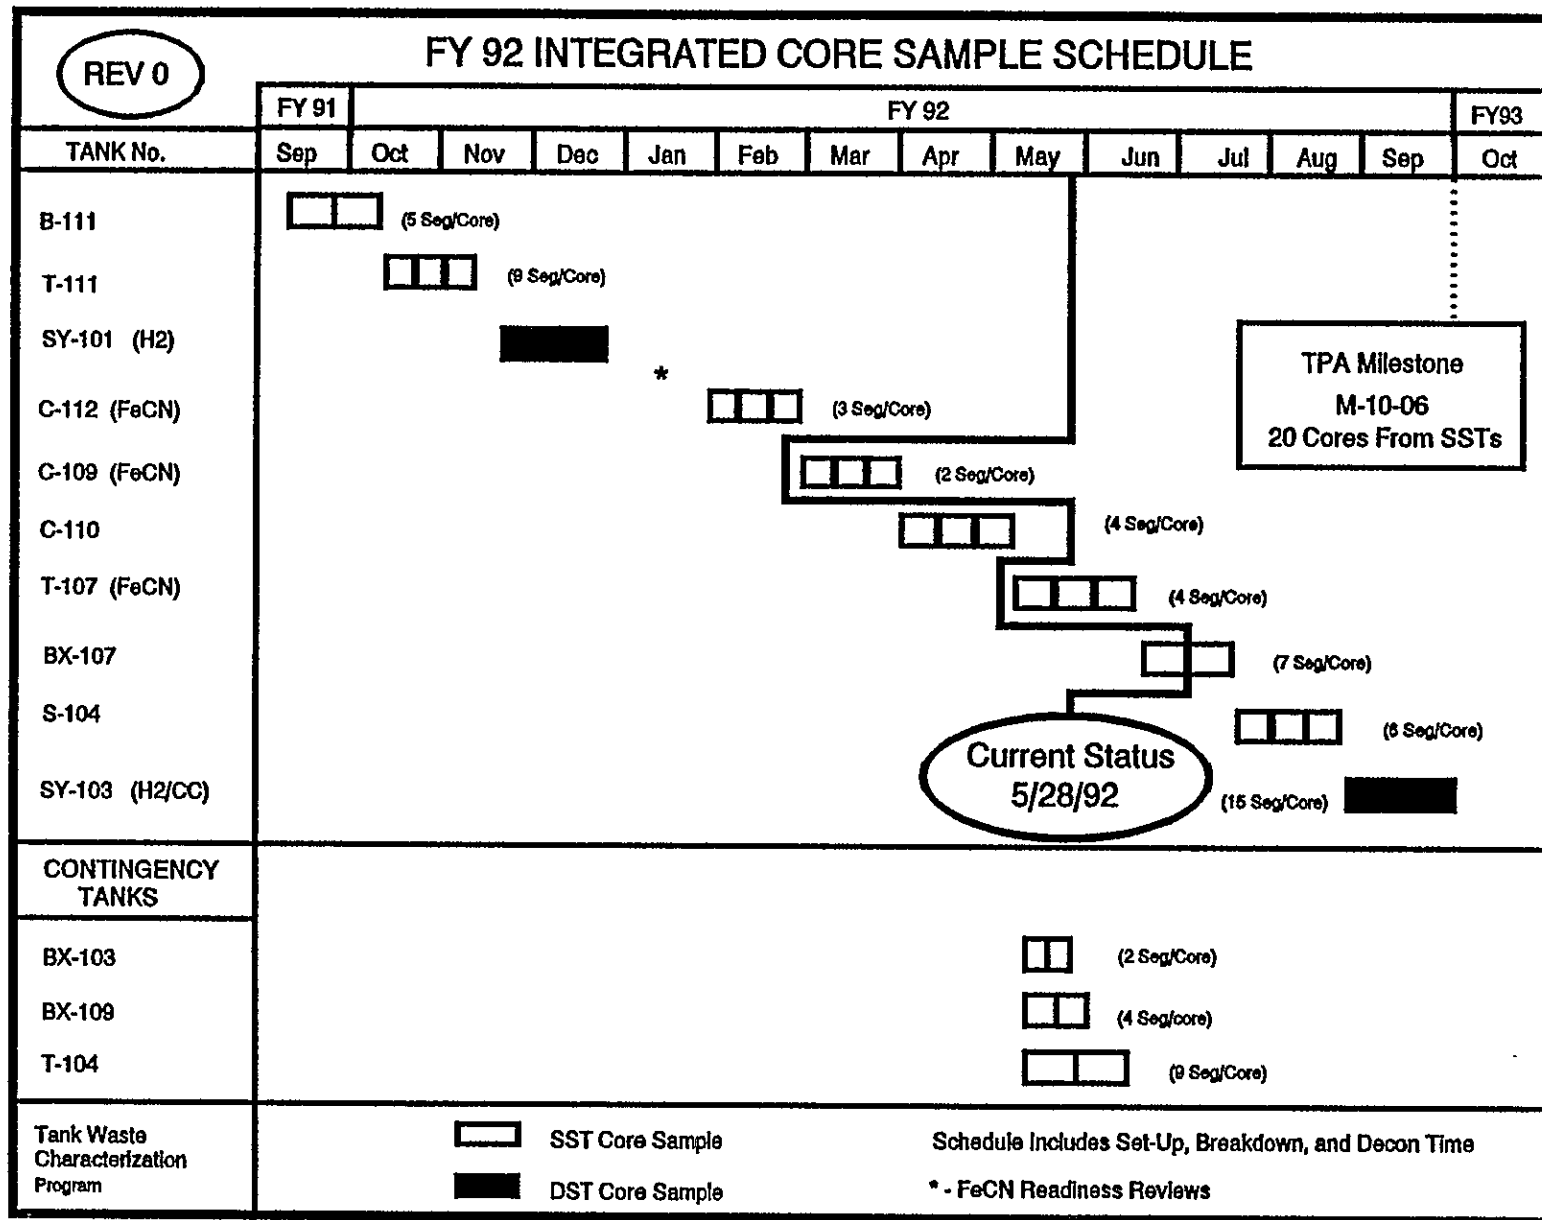 REV 0
FY 92 INTEGRATED CORE SAMPLE SCHEDULE
FY 91 FY 92 FY93
TANK No. Sep Oct Nov Dec Jan Feb Mar Apr May Jun Jul Aug Sep Oct
B-111 (5 Seg/Core)
T-111 (9 Seg/Core)
SY-101 (H2)
*
C-112 (FeCN) (3 Seg/Core)
TPA Milestone
M-10-06
20 Cores From SSTs
C-109 (FeCN) (2 Seg/Core)
C-110 (4 Seg/Core)
T-107 (FeCN) (4 Seg/Core)
BX-107 (7 Seg/Core)
S-104 (6 Seg/Core)
Current Status
5/28/92
SY-103 (H2/CC) (15 Seg/Core)
CONTINGENCY
TANKS
BX-103 (2 Seg/Core)
BX-109 (4 Seg/core)
T-104 (9 Seg/Core)
Tank Waste
Characterization
Program
SST Core Sample
DST Core Sample
Schedule Includes Set-Up, Breakdown, and Decon Time
* - FeCN Readiness Reviews